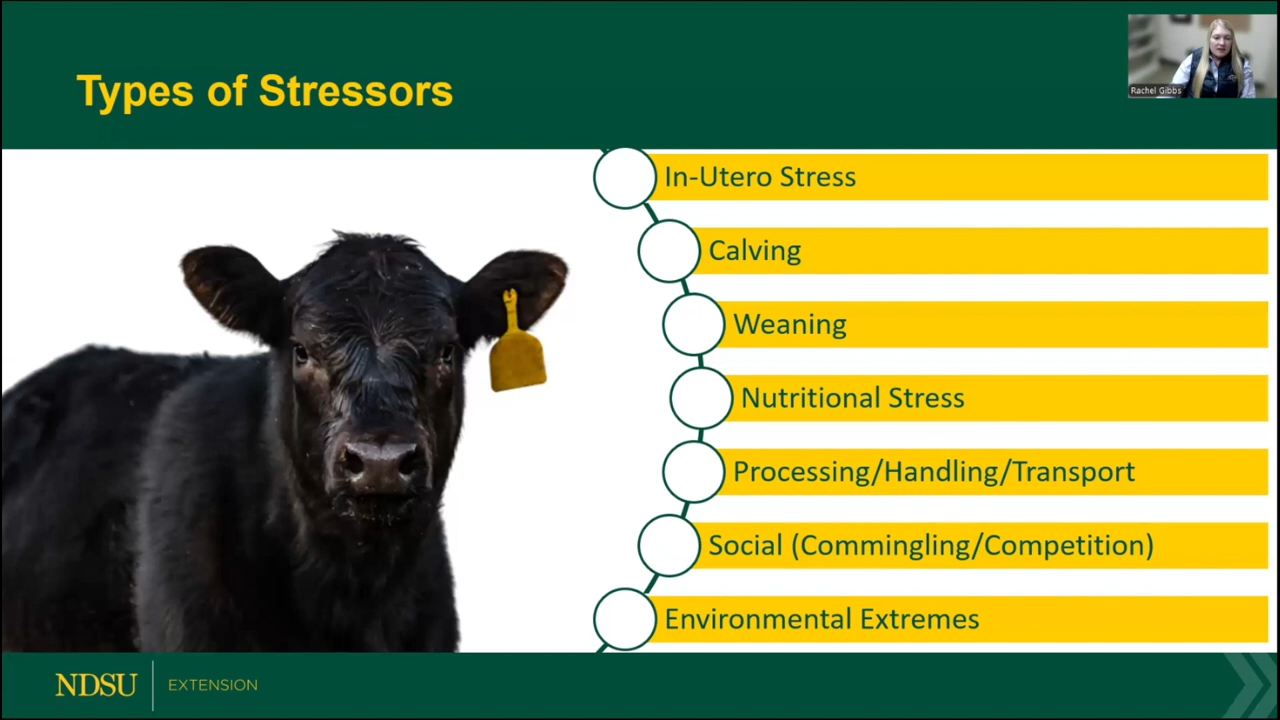 Types of Stressors
Rachel Gibbs
In-Utero Stress
Calving
Weaning
Nutritional Stress
Processing/Handling/Transport
Social (Commingling/Competition)
Environmental Extremes
NDSU EXTENSION